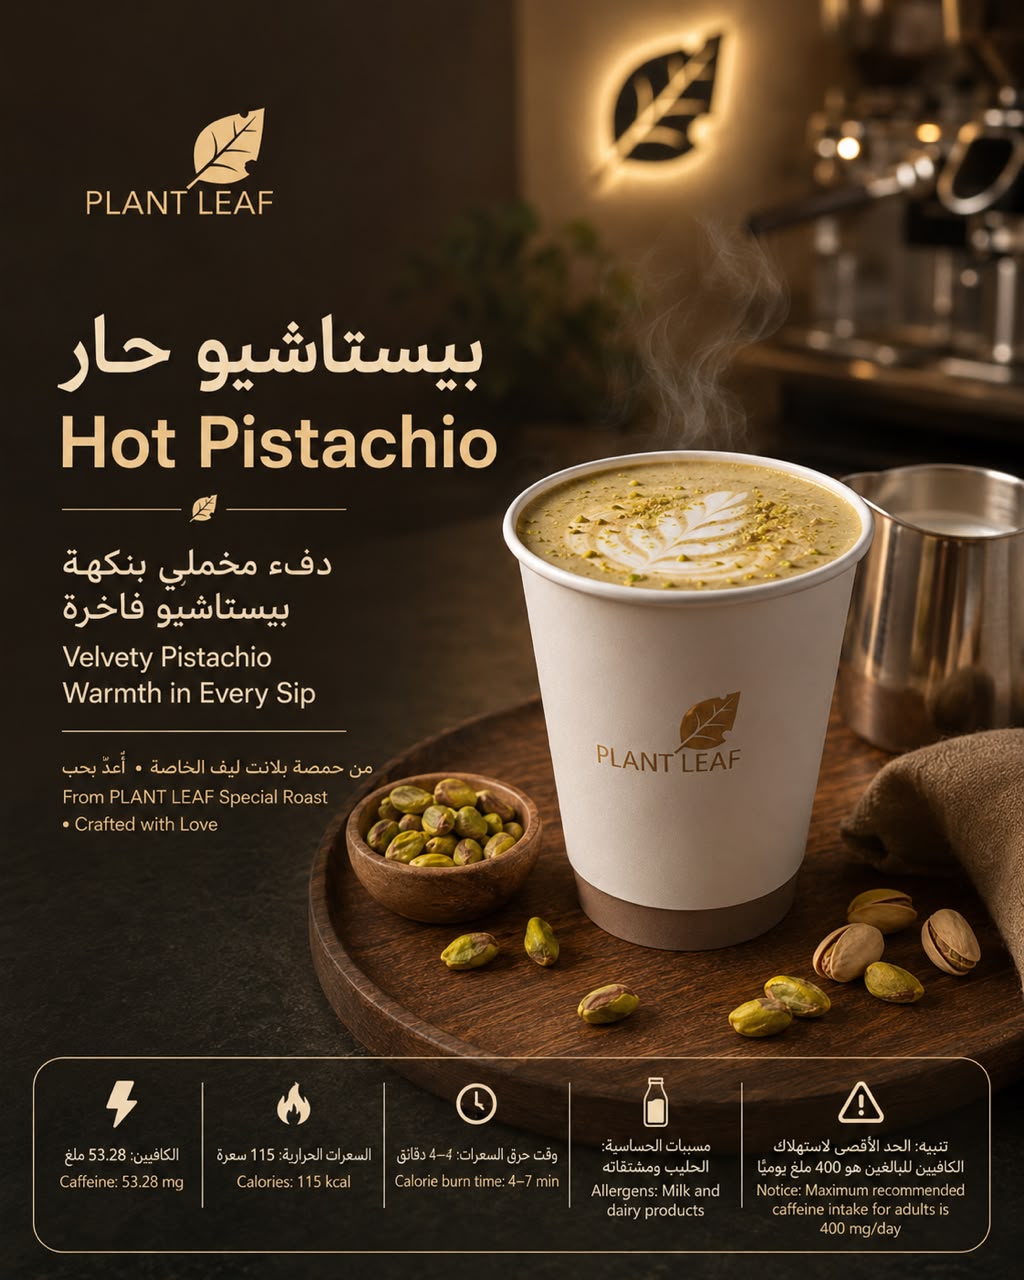 PLANT LEAF
بيستاشيو حار
Hot Pistachio
دفء مخملي بنكهة
بيستاشيو فاخرة
Velvety Pistachio
Warmth in Every Sip
من حمصة بلانت ليف الخاصة • أُعدّ بحب
From PLANT LEAF Special Roast
• Crafted with Love
PLANT LEAF
الكافيين: 53.28 ملغ
Caffeine: 53.28 mg
السعرات الحرارية: 115 سعرة
Calories: 115 kcal
وقت حرق السعرات: 4–4 دقائق
Calorie burn time: 4–7 min
مسببات الحساسية:
الحليب ومشتقاته
Allergens: Milk and
dairy products
تنبيه: الحد الأقصى لاستهلاك
الكافيين للبالغين هو 400 ملغ يوميًا
Notice: Maximum recommended
caffeine intake for adults is
400 mg/day